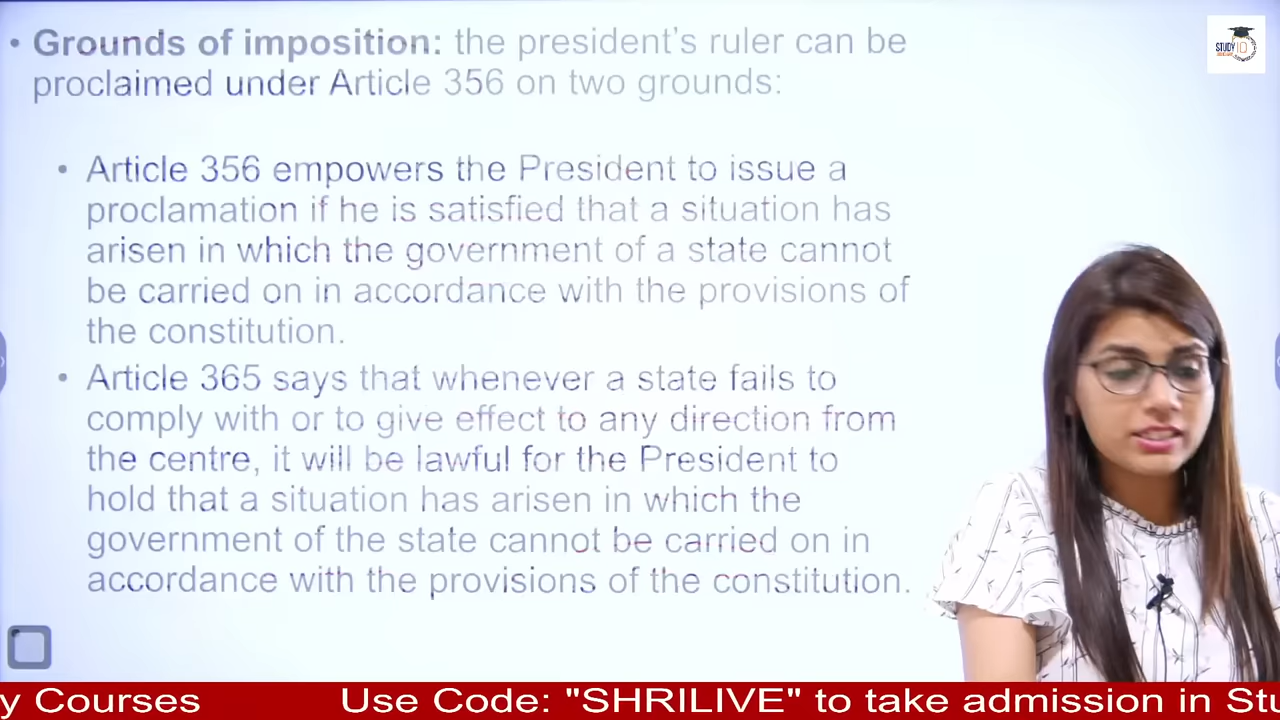 • Grounds of imposition: the president's ruler can be
proclaimed under Article 356 on two grounds:
• Article 356 empowers the President to issue a
proclamation if he is satisfied that a situation has
arisen in which the government of a state cannot
be carried on in accordance with the provisions of
the constitution.
• Article 365 says that whenever a state fails to
comply with or to give effect to any direction from
the centre, it will be lawful for the President to
hold that a situation has arisen in which the
government of the state cannot be carried on in
accordance with the provisions of the constitution.
STUDY
y Courses Use Code: "SHRILIVE" to take admission in Stu